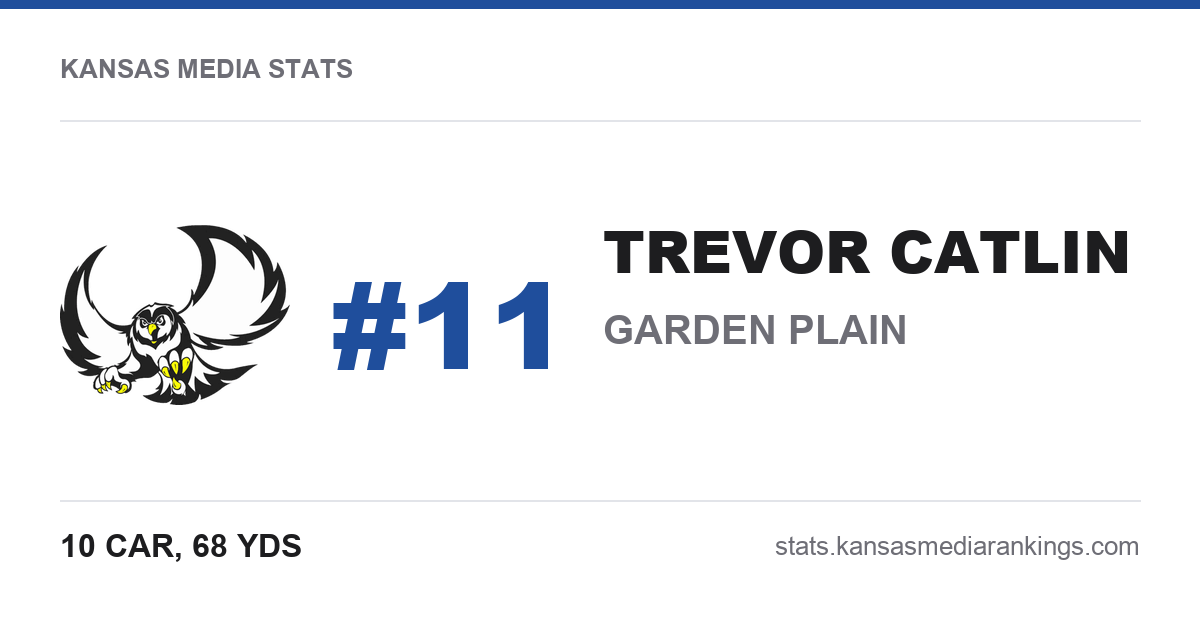 KANSAS MEDIA STATS
#11
TREVOR CATLIN
GARDEN PLAIN
10 CAR, 68 YDS
stats.kansasmediarankings.com